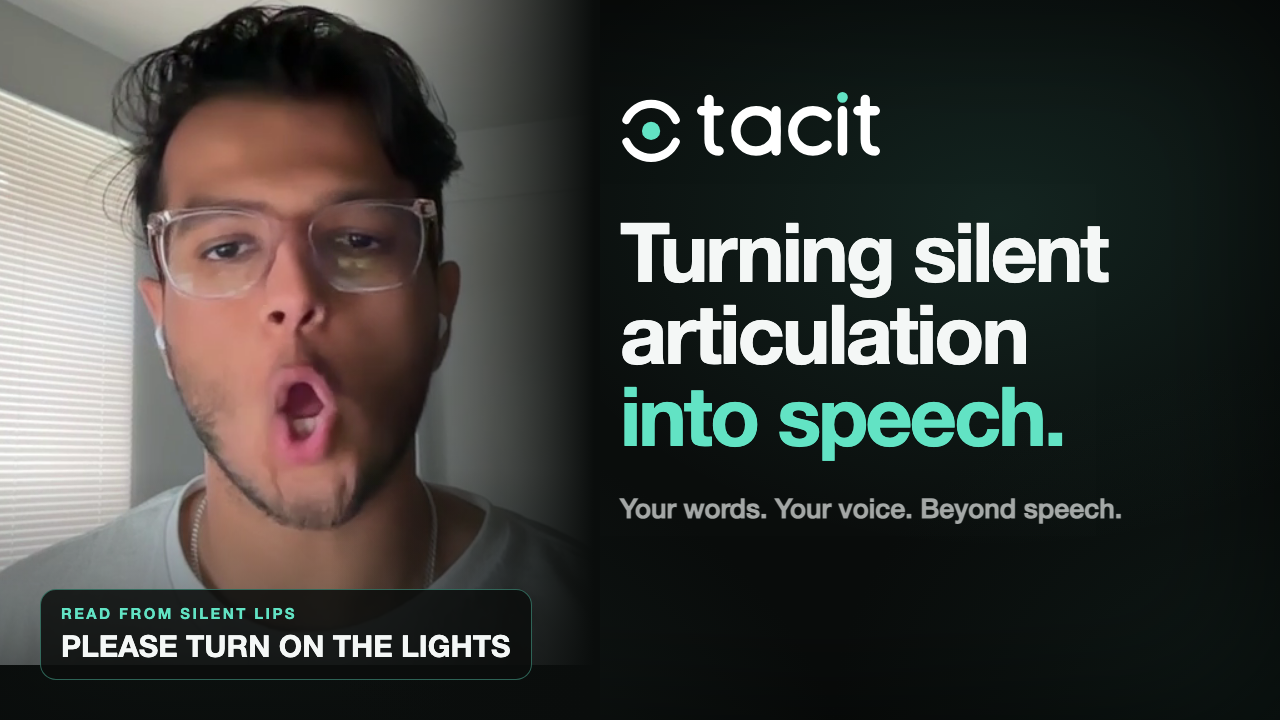 tacit
Turning silent
articulation
into speech.
Your words. Your voice. Beyond speech.
READ FROM SILENT LIPS
PLEASE TURN ON THE LIGHTS